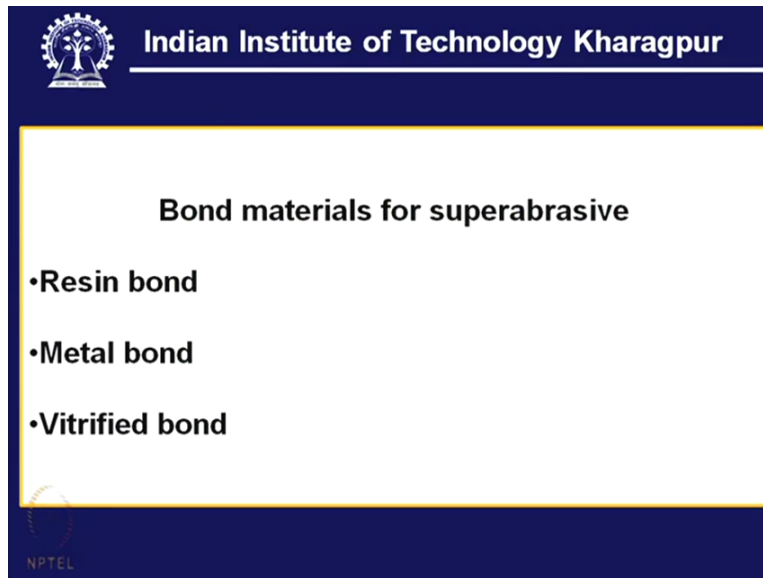 Indian Institute of Technology Kharagpur
Bond materials for superabrasive
•Resin bond
•Metal bond
•Vitrified bond
NPTEL